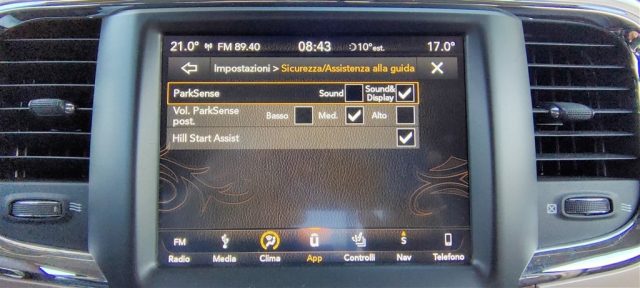 21.0° FM 89.40 08:43 10°est. 17.0°
Impostazioni > Sicurezza/Assistenza alla guida
ParkSense Sound Sound& Display
Vol. ParkSense post. Basso Med. Alto
Hill Start Assist
FM S
Radio Media Clima App Controlli Nav Telefono